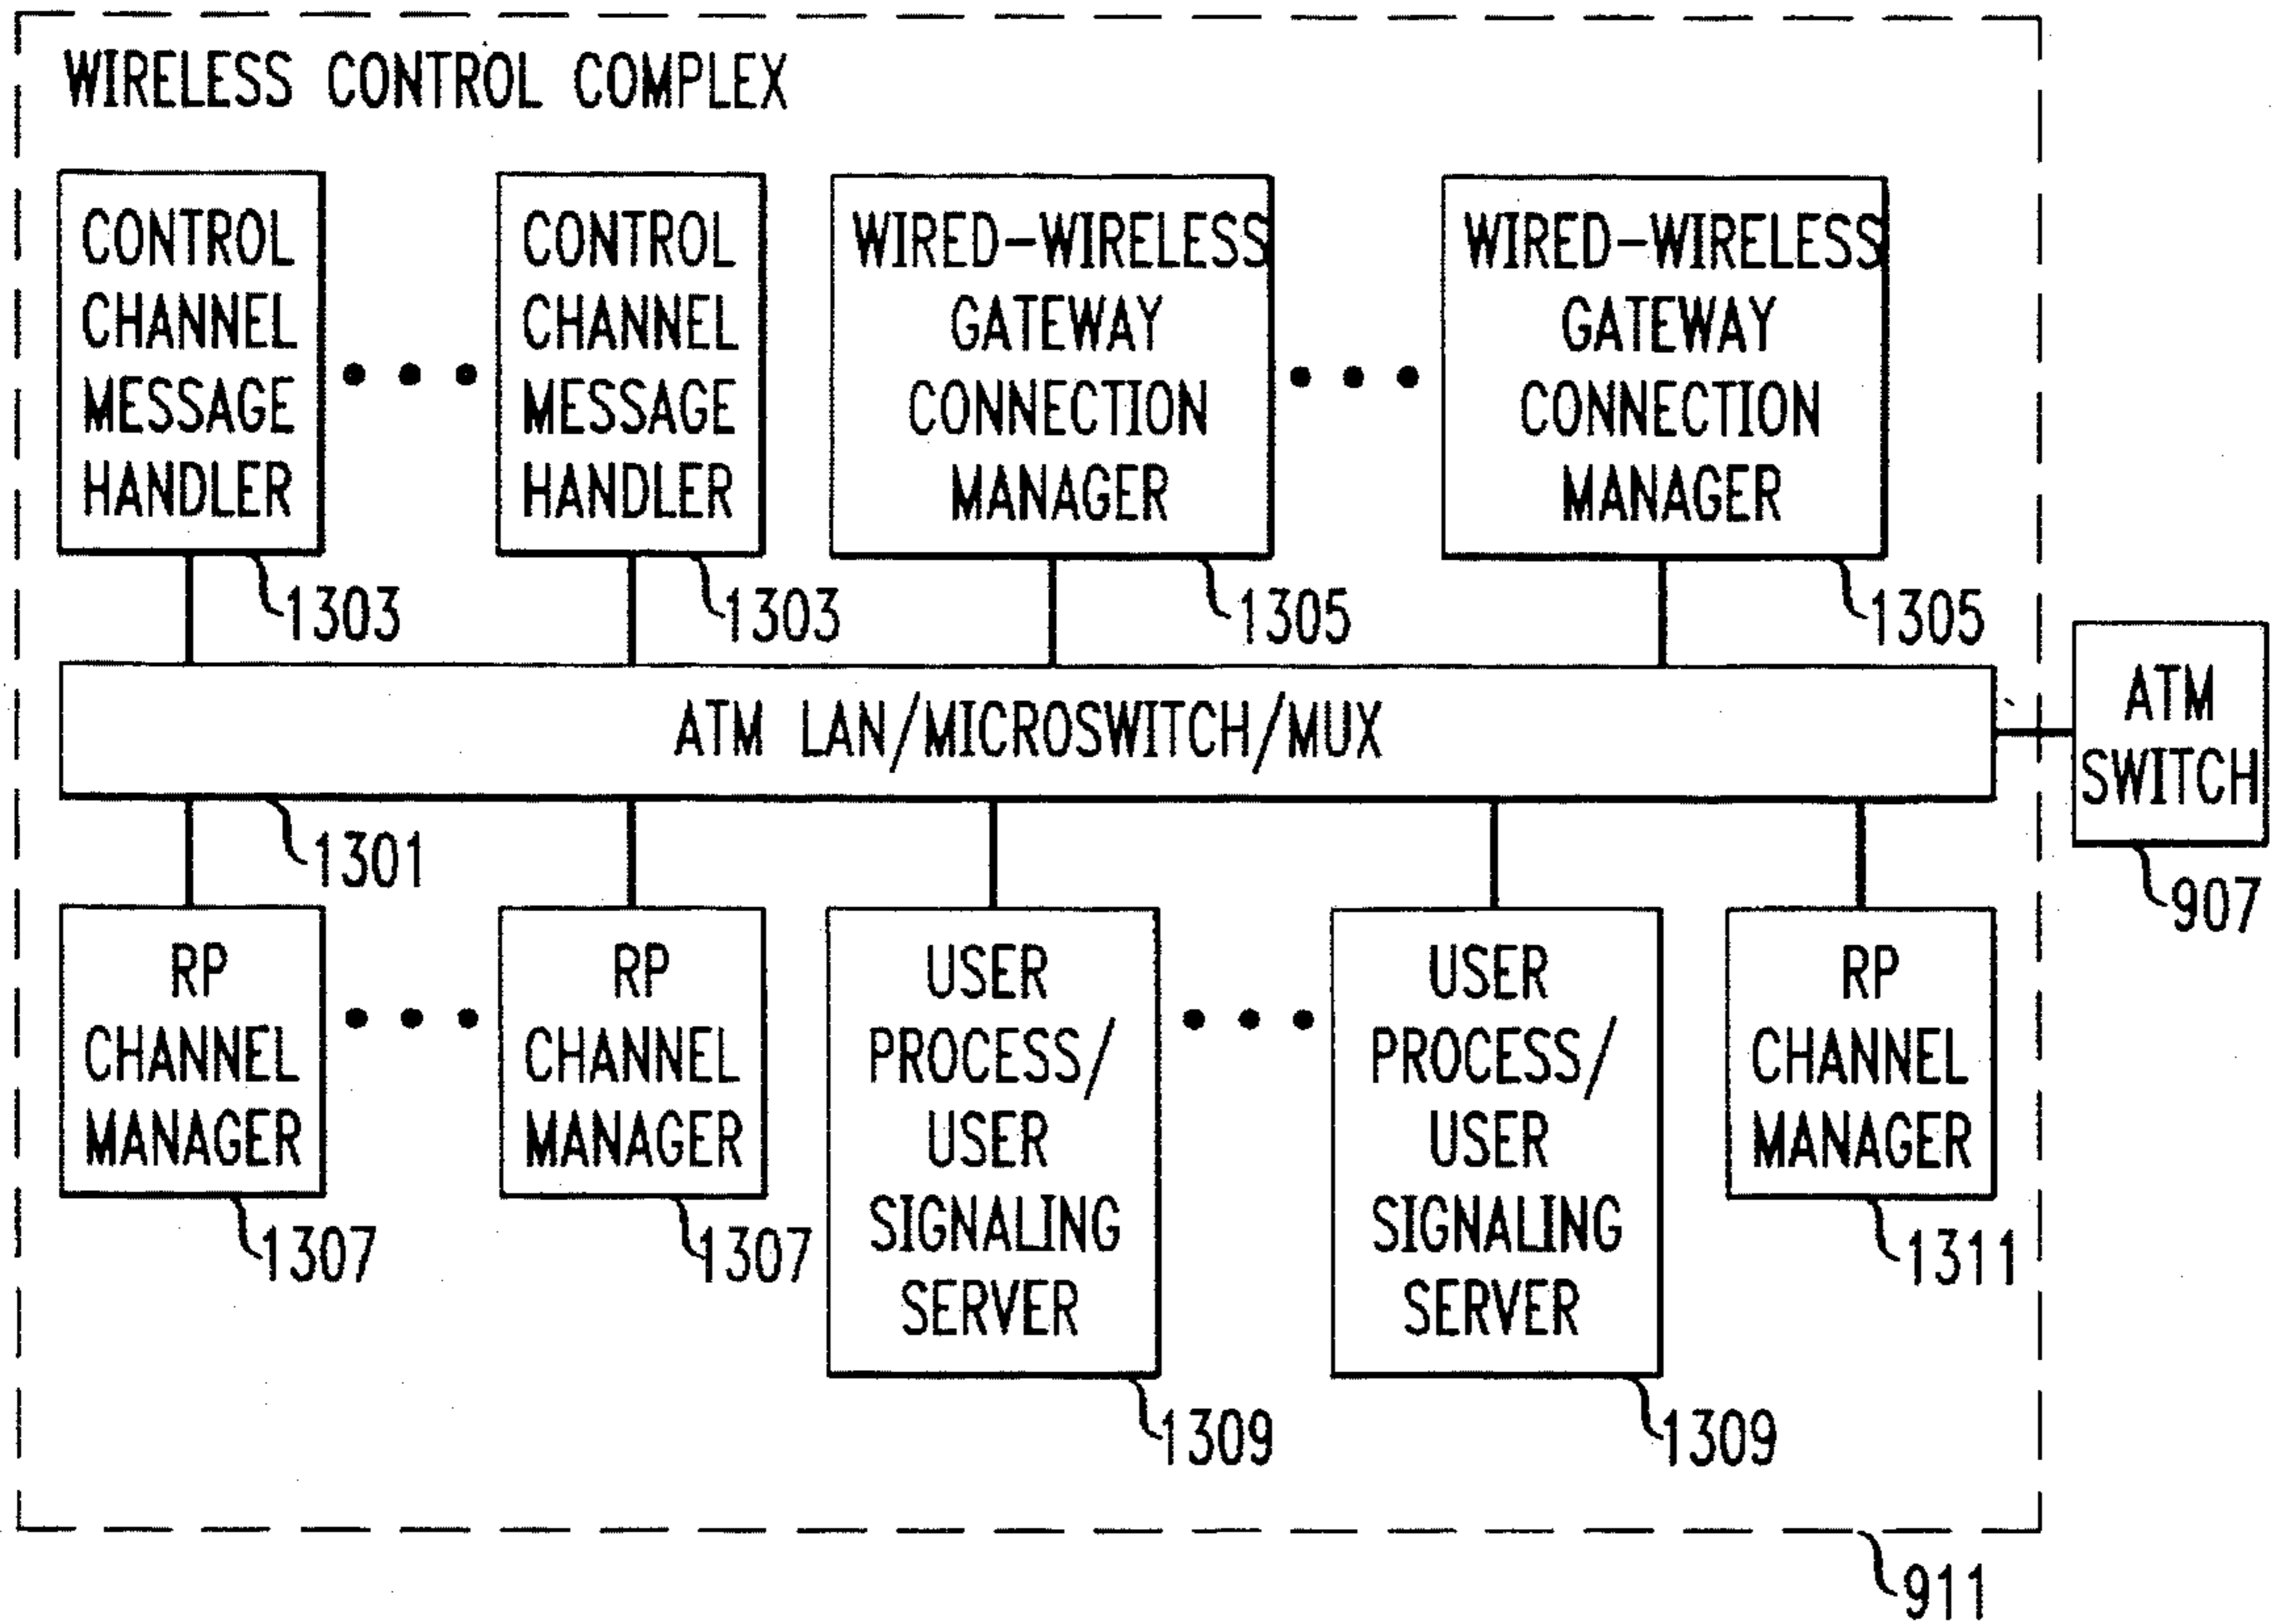 WIRELESS CONTROL COMPLEX
CONTROL
CHANNEL
MESSAGE
HANDLER
1303
CONTROL
CHANNEL
MESSAGE
HANDLER
1303
WIRED-WIRELESS
GATEWAY
CONNECTION
MANAGER
1305
WIRED-WIRELESS
GATEWAY
CONNECTION
MANAGER
1305
ATM LAN/MICROSWITCH/MUX
1301
ATM
SWITCH
907
RP
CHANNEL
MANAGER
1307
RP
CHANNEL
MANAGER
1307
USER
PROCESS/
USER
SIGNALING
SERVER
1309
USER
PROCESS/
USER
SIGNALING
SERVER
1309
RP
CHANNEL
MANAGER
1311
911